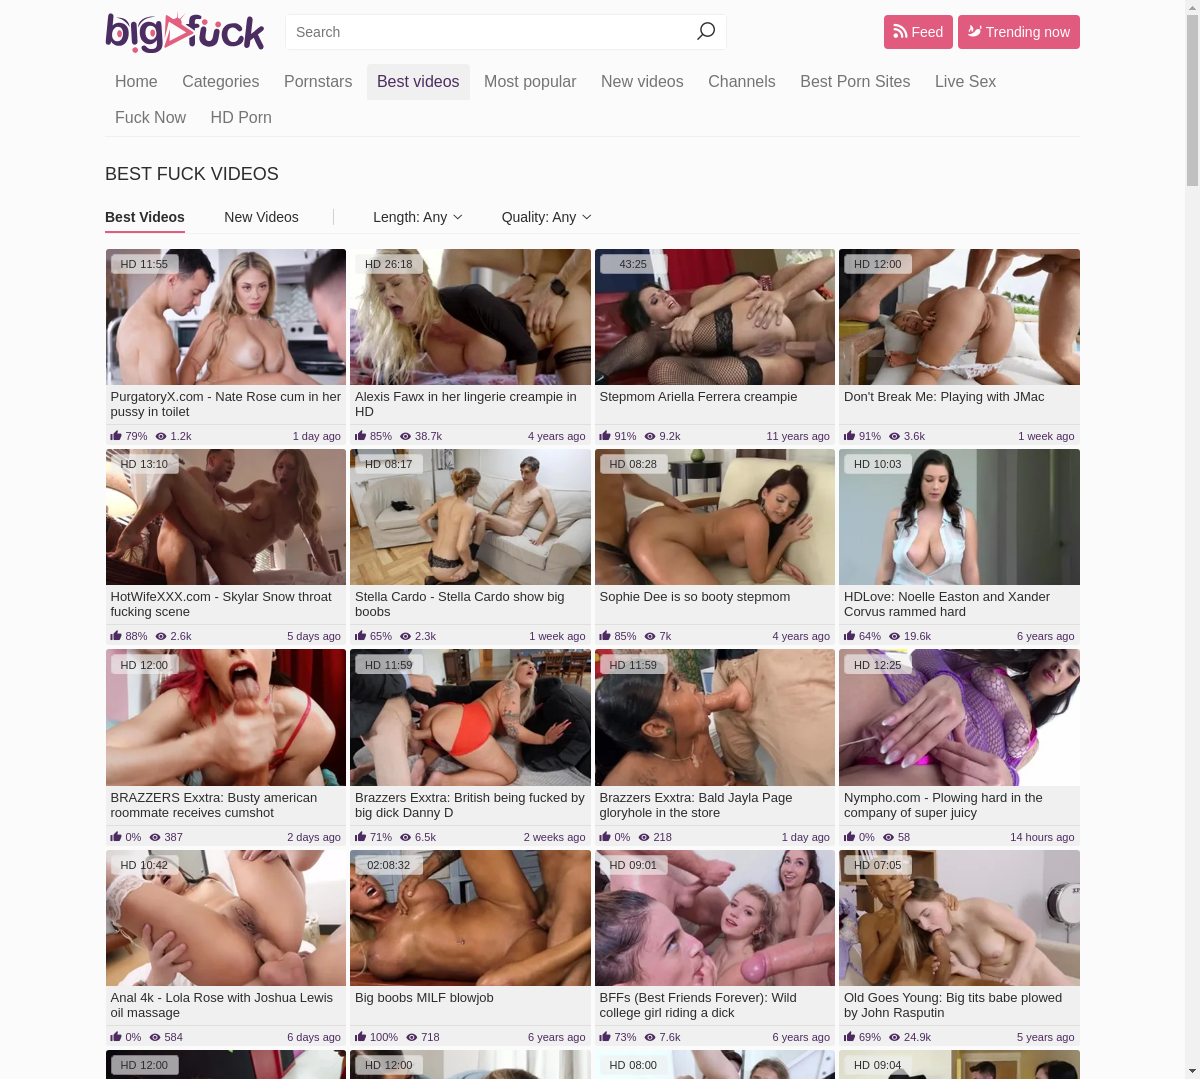 bigfuck
Search
Feed
Trending now
Home Categories Pornstars Best videos Most popular New videos Channels Best Porn Sites Live Sex
Fuck Now HD Porn
BEST FUCK VIDEOS
Best Videos New Videos Length: Any Quality: Any
HD 11:55
HD 26:18
43:25
HD 12:00
PurgatoryX.com - Nate Rose cum in her
pussy in toilet
79% 1.2k 1 day ago
Alexis Fawx in her lingerie creampie in
HD
85% 38.7k 4 years ago
Stepmom Ariella Ferrera creampie
91% 9.2k 11 years ago
Don't Break Me: Playing with JMac
91% 3.6k 1 week ago
HD 13:10
HD 08:17
HD 08:28
HD 10:03
HotWifeXXX.com - Skylar Snow throat
fucking scene
88% 2.6k 5 days ago
Stella Cardo - Stella Cardo show big
boobs
65% 2.3k 1 week ago
Sophie Dee is so booty stepmom
85% 7k 4 years ago
HDLove: Noelle Easton and Xander
Corvus rammed hard
64% 19.6k 6 years ago
HD 12:00
HD 11:59
HD 11:59
HD 12:25
BRAZZERS Exxtra: Busty american
roommate receives cumshot
0% 387 2 days ago
Brazzers Exxtra: British being fucked by
big dick Danny D
71% 6.5k 2 weeks ago
Brazzers Exxtra: Bald Jayla Page
gloryhole in the store
0% 218 1 day ago
Nympho.com - Plowing hard in the
company of super juicy
0% 58 14 hours ago
HD 10:42
02:08:32
HD 09:01
HD 07:05
Anal 4k - Lola Rose with Joshua Lewis
oil massage
0% 584 6 days ago
Big boobs MILF blowjob
100% 718 6 years ago
BFFs (Best Friends Forever): Wild
college girl riding a dick
73% 7.6k 6 years ago
Old Goes Young: Big tits babe plowed
by John Rasputin
69% 24.9k 5 years ago
HD 12:00
HD 12:00
HD 08:00
HD 09:04